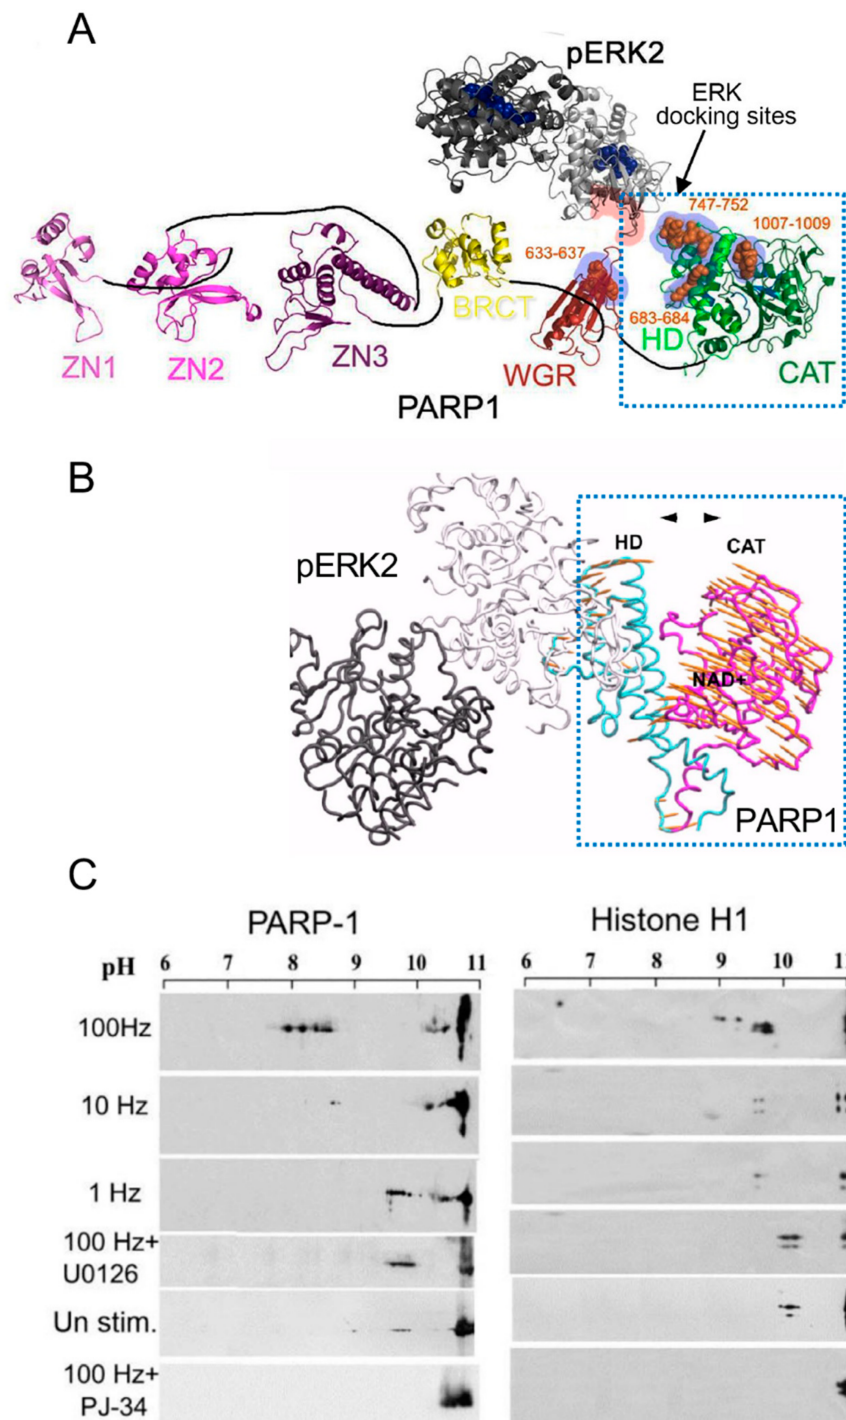 A
pERK2
ERK
docking sites
747-752
1007-1009
633-637
BRCT
683-684
HD
ZN1
ZN2
ZN3
WGR
CAT
PARP1
B
HD
CAT
pERK2
NAD+
PARP1
C
PARP-1
Histone H1
pH 6 7 8 9 10 11
6 7 8 9 10 11
100Hz
10 Hz
1 Hz
100 Hz+
U0126
Un stim.
100 Hz+
PJ-34